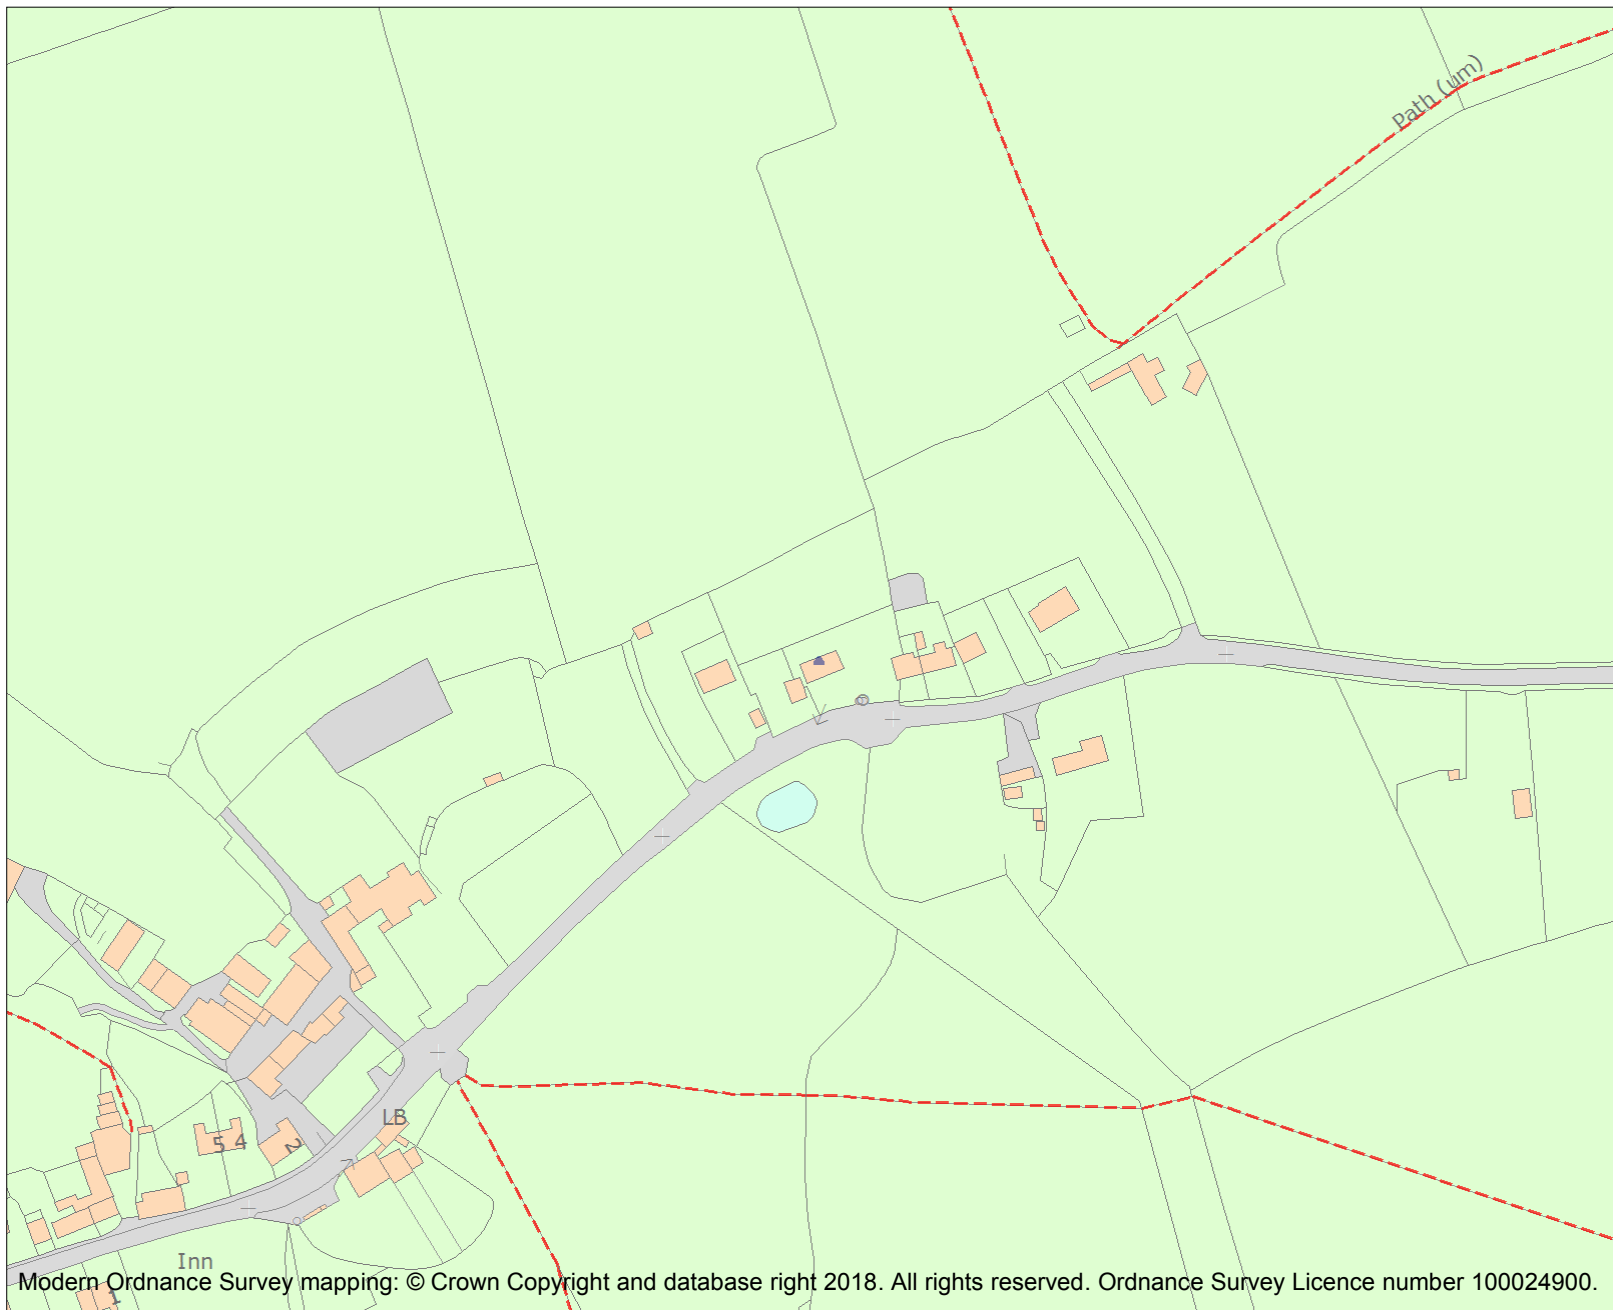 Path (um)
LB
5 4
2
Inn
Modern Ordnance Survey mapping: © Crown Copyright and database right 2018. All rights reserved. Ordnance Survey Licence number 100024900.
1